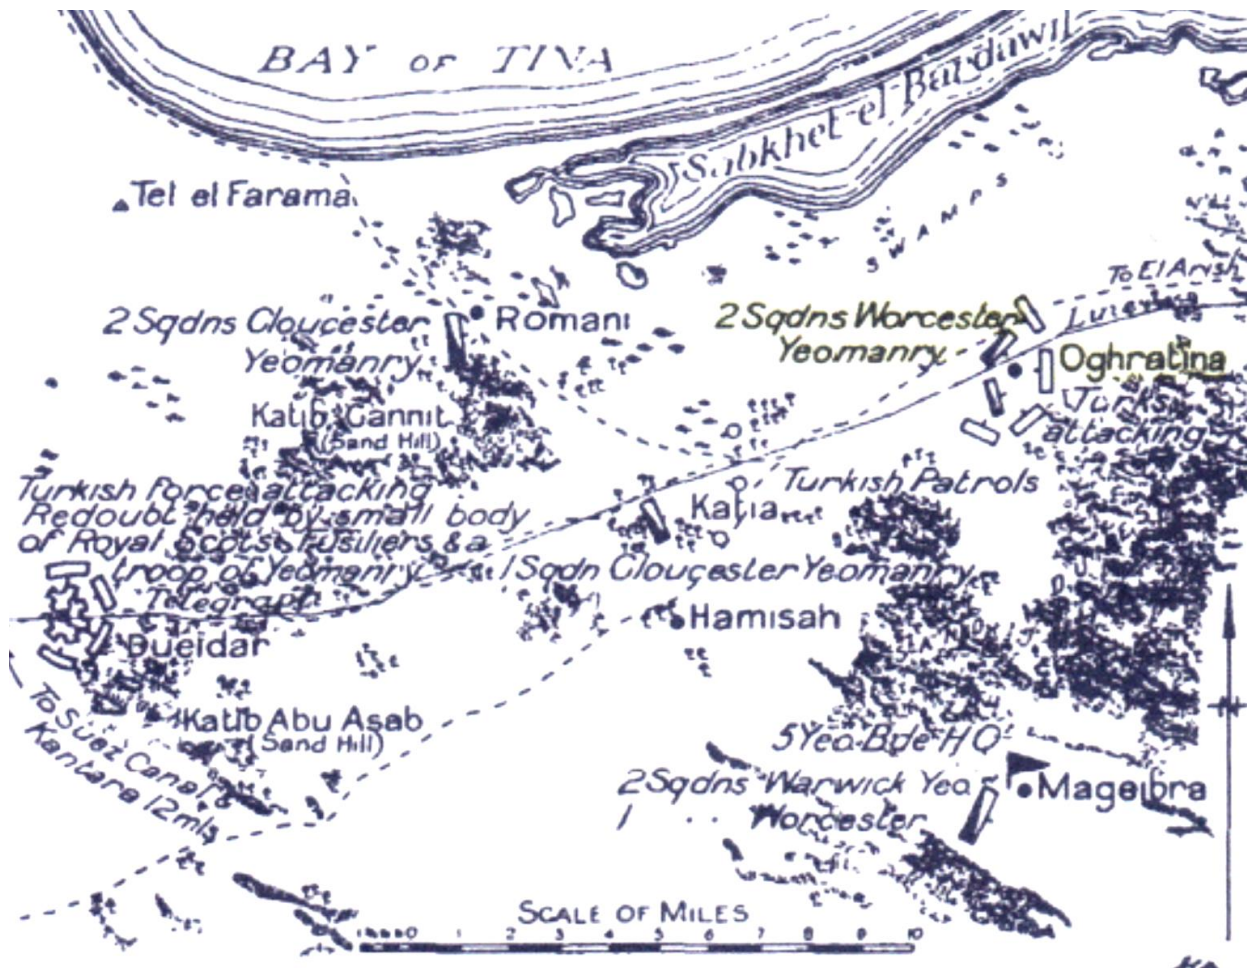 BAY OF TINA
Sabkhet-el-Bardawil
Tel el Farama
SWAMPS
To El Arish
2 Sqdns Gloucester
Yeomanry
Romani
2 Sqdns Worcester
Yeomanry
Oghratina
Turks
attacking
Katib Gannit
(Sand Hill)
Turkish force attacking
Redoubt held by small body
of Royal Scots Fusiliers & a
troop of Yeomanry
Turkish Patrols
Katia
1 Sqdn Gloucester Yeomanry
Telegraph
Dueidar
Hamisah
Katib Abu Asab
(Sand Hill)
To Suez Canal
Kantara 12 mls
5 Yeo Bde HQ
2 Sqdns Warwick Yeo
1 " " Worcester
Mageibra
N
SCALE OF MILES
0 1 2 3 4 5 6 7 8 9 10